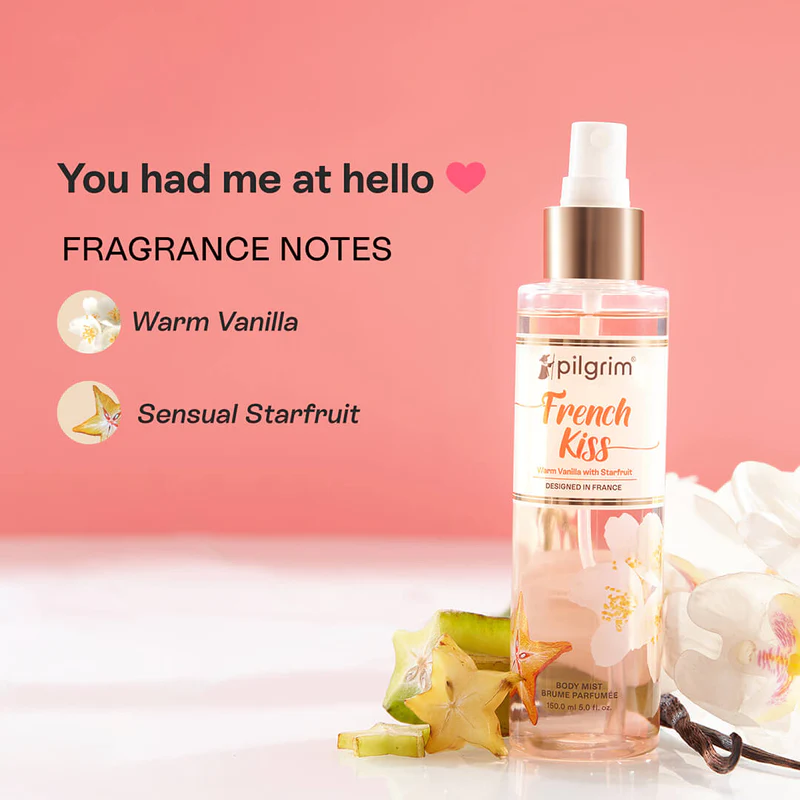 You had me at hello
FRAGRANCE NOTES
Warm Vanilla
Sensual Starfruit
pilgrim®
French
Kiss
Warm Vanilla with Starfruit
DESIGNED IN FRANCE
BODY MIST
BRUME PARFUMÉE
150.0 ml 5.0 fl. oz.